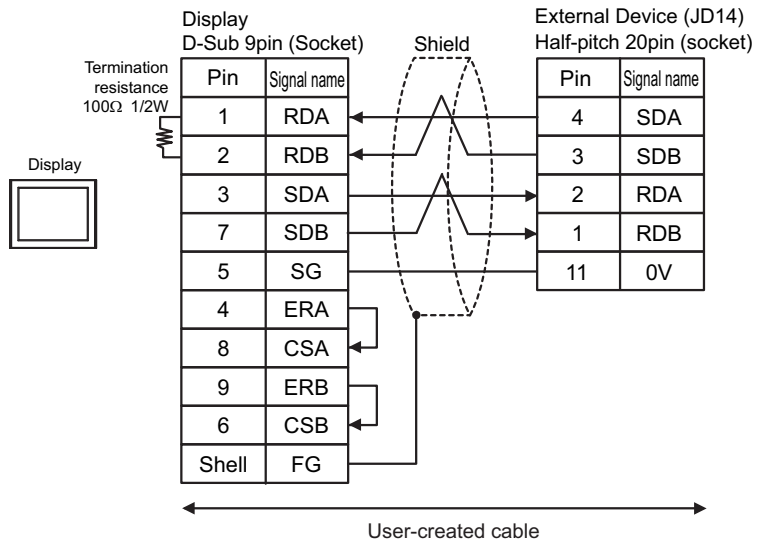 Display
D-Sub 9pin (Socket)
Shield
External Device (JD14)
Half-pitch 20pin (socket)
Termination
resistance
100Ω 1/2W
Display
Pin Signal name
1 RDA
2 RDB
3 SDA
7 SDB
5 SG
4 ERA
8 CSA
9 ERB
6 CSB
Shell FG
Pin Signal name
4 SDA
3 SDB
2 RDA
1 RDB
11 0V
User-created cable